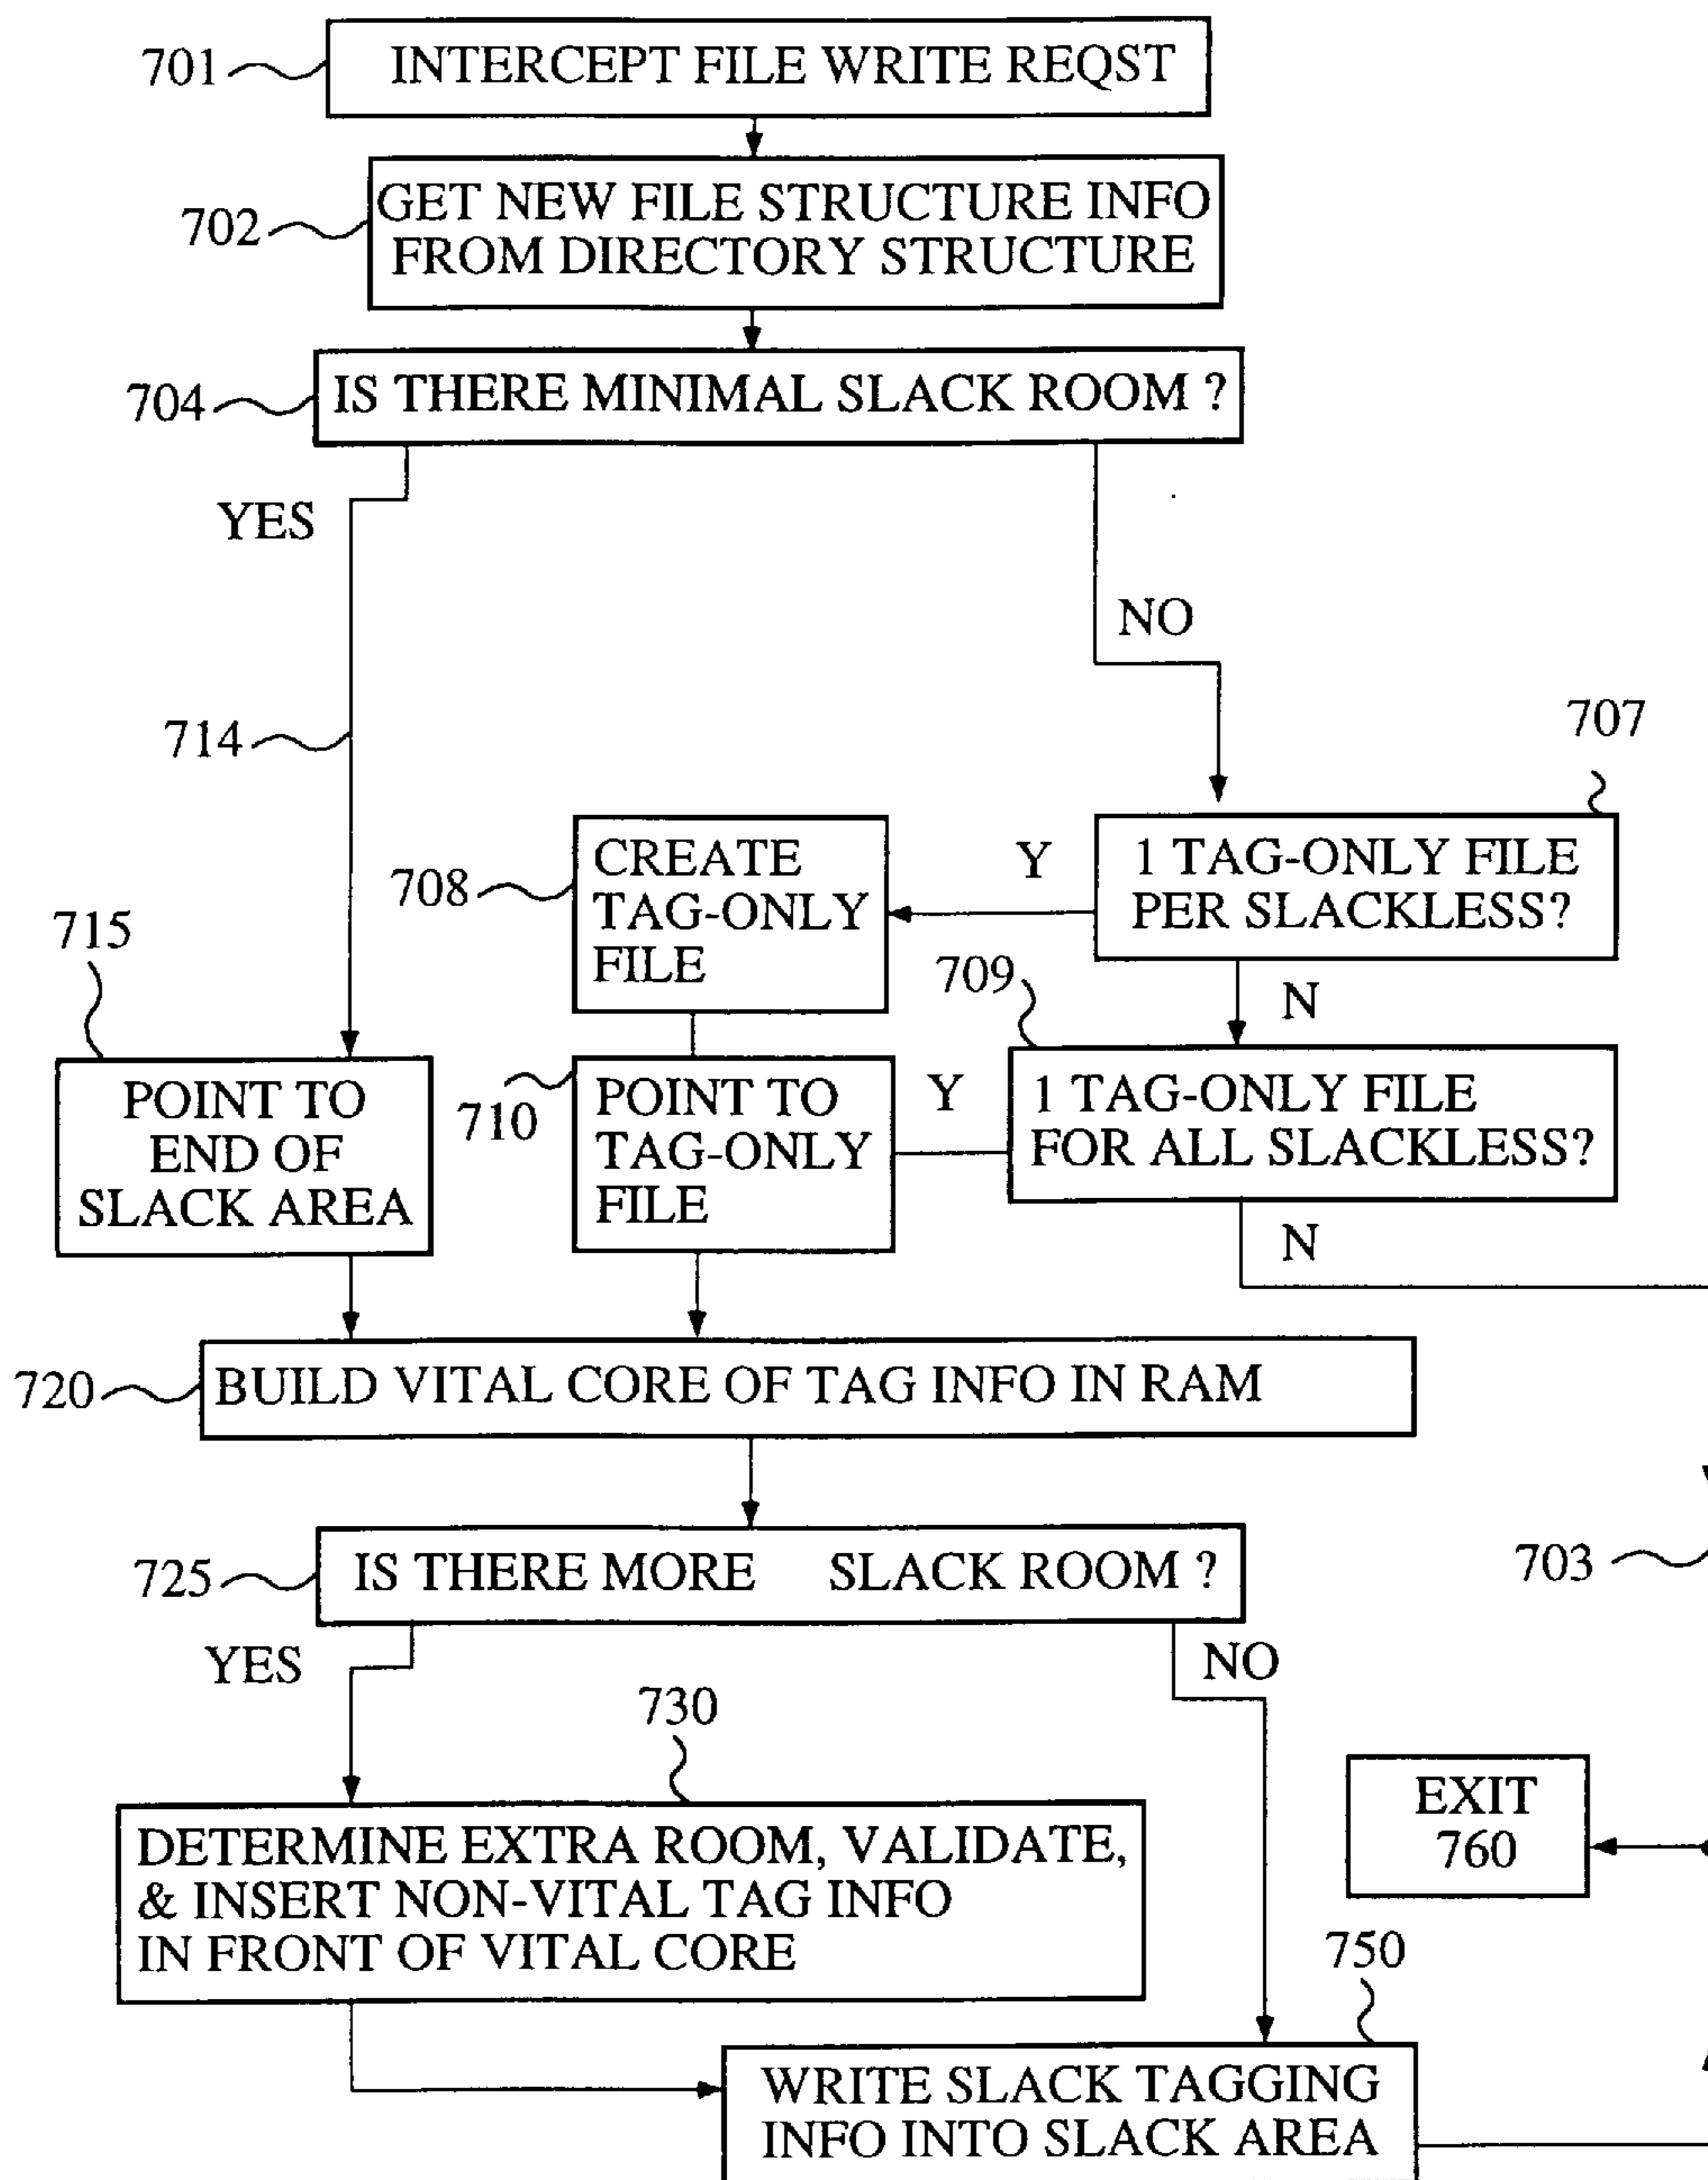 701
INTERCEPT FILE WRITE REQST
702
GET NEW FILE STRUCTURE INFO
FROM DIRECTORY STRUCTURE
704
IS THERE MINIMAL SLACK ROOM ?
YES
NO
714
707
1 TAG-ONLY FILE
PER SLACKLESS?
Y
N
708
CREATE
TAG-ONLY
FILE
709
1 TAG-ONLY FILE
FOR ALL SLACKLESS?
Y
N
710
POINT TO
TAG-ONLY
FILE
715
POINT TO
END OF
SLACK AREA
720
BUILD VITAL CORE OF TAG INFO IN RAM
725
IS THERE MORE SLACK ROOM ?
703
YES
NO
730
DETERMINE EXTRA ROOM, VALIDATE,
& INSERT NON-VITAL TAG INFO
IN FRONT OF VITAL CORE
EXIT
760
750
WRITE SLACK TAGGING
INFO INTO SLACK AREA